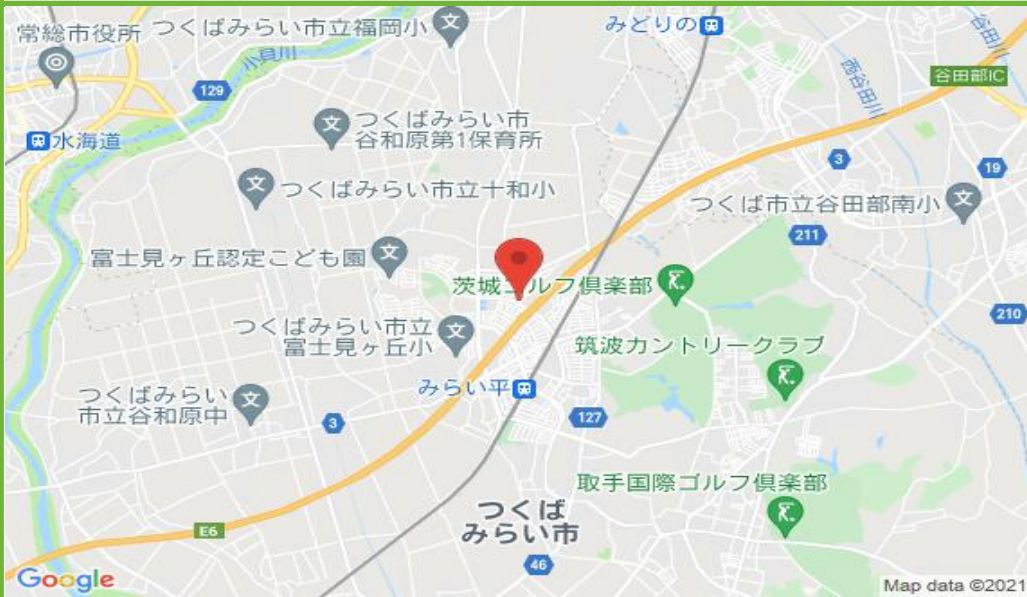 常総市役所
つくばみらい市立福岡小
みどりの
谷田川
小貝川
西谷田川
谷田部IC
129
水海道
つくばみらい市
谷和原第1保育所
3
19
つくばみらい市立十和小
つくば市立谷田部南小
211
富士見ヶ丘認定こども園
茨城ゴルフ倶楽部
210
つくばみらい市立
富士見ヶ丘小
筑波カントリークラブ
みらい平
つくばみらい
市立谷和原中
3
127
取手国際ゴルフ倶楽部
つくば
みらい市
E6
46
Google
Map data ©2021